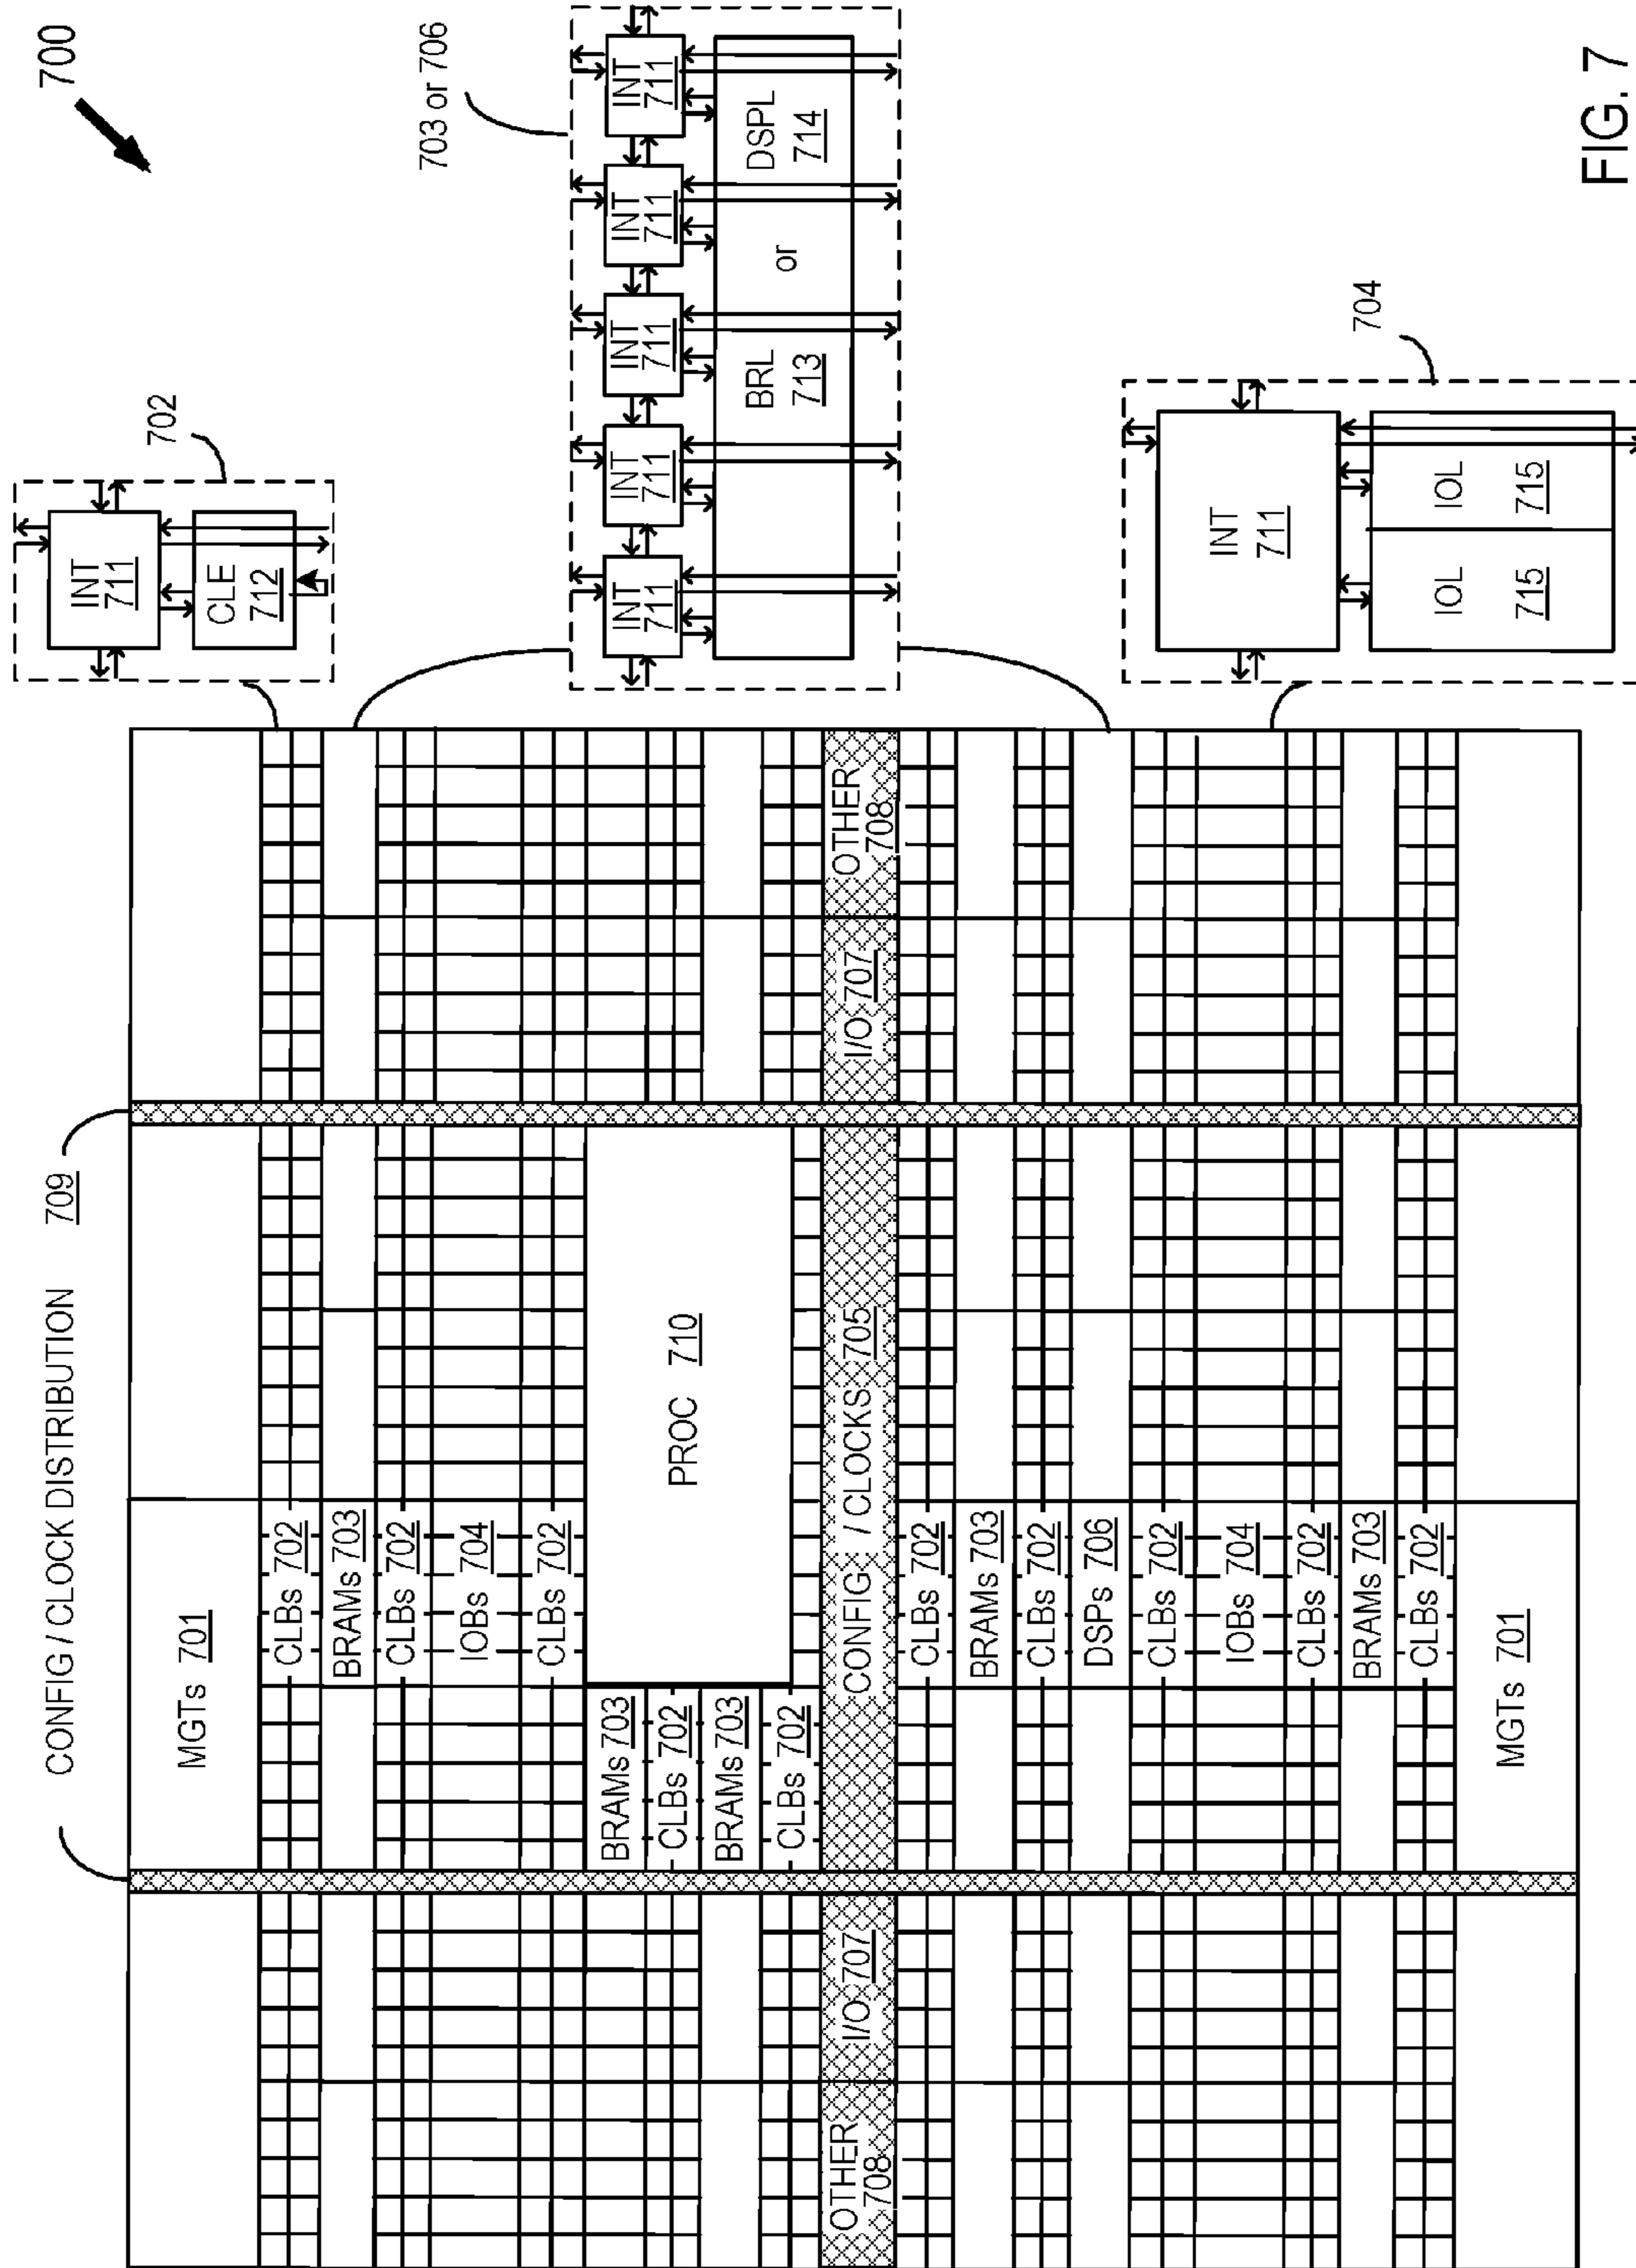 700
CONFIG / CLOCK DISTRIBUTION 709
MGTs 701
CLBs 702
BRAMs 703
CLBs 702
IOBs 704
CLBs 702
BRAMs 703
CLBs 702
BRAMs 703
CLBs 702
PROC 710
OTHER
708
I/O 707
CONFIG / CLOCKS 705
I/O 707
OTHER
708
CLBs 702
BRAMs 703
CLBs 702
DSPs 706
CLBs 702
IOBs 704
CLBs 702
BRAMs 703
CLBs 702
MGTs 701
702
INT
711
CLE
712
703 or 706
INT
711
INT
711
INT
711
INT
711
INT
711
BRL
713
or
DSPL
714
704
INT
711
IOL
715
IOL
715
FIG. 7